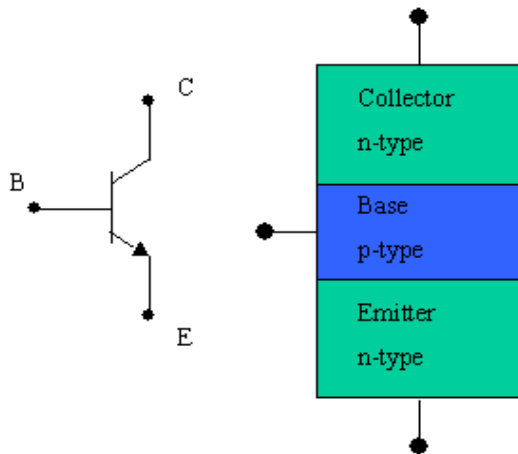 C
B
E
Collector
n-type
Base
p-type
Emitter
n-type